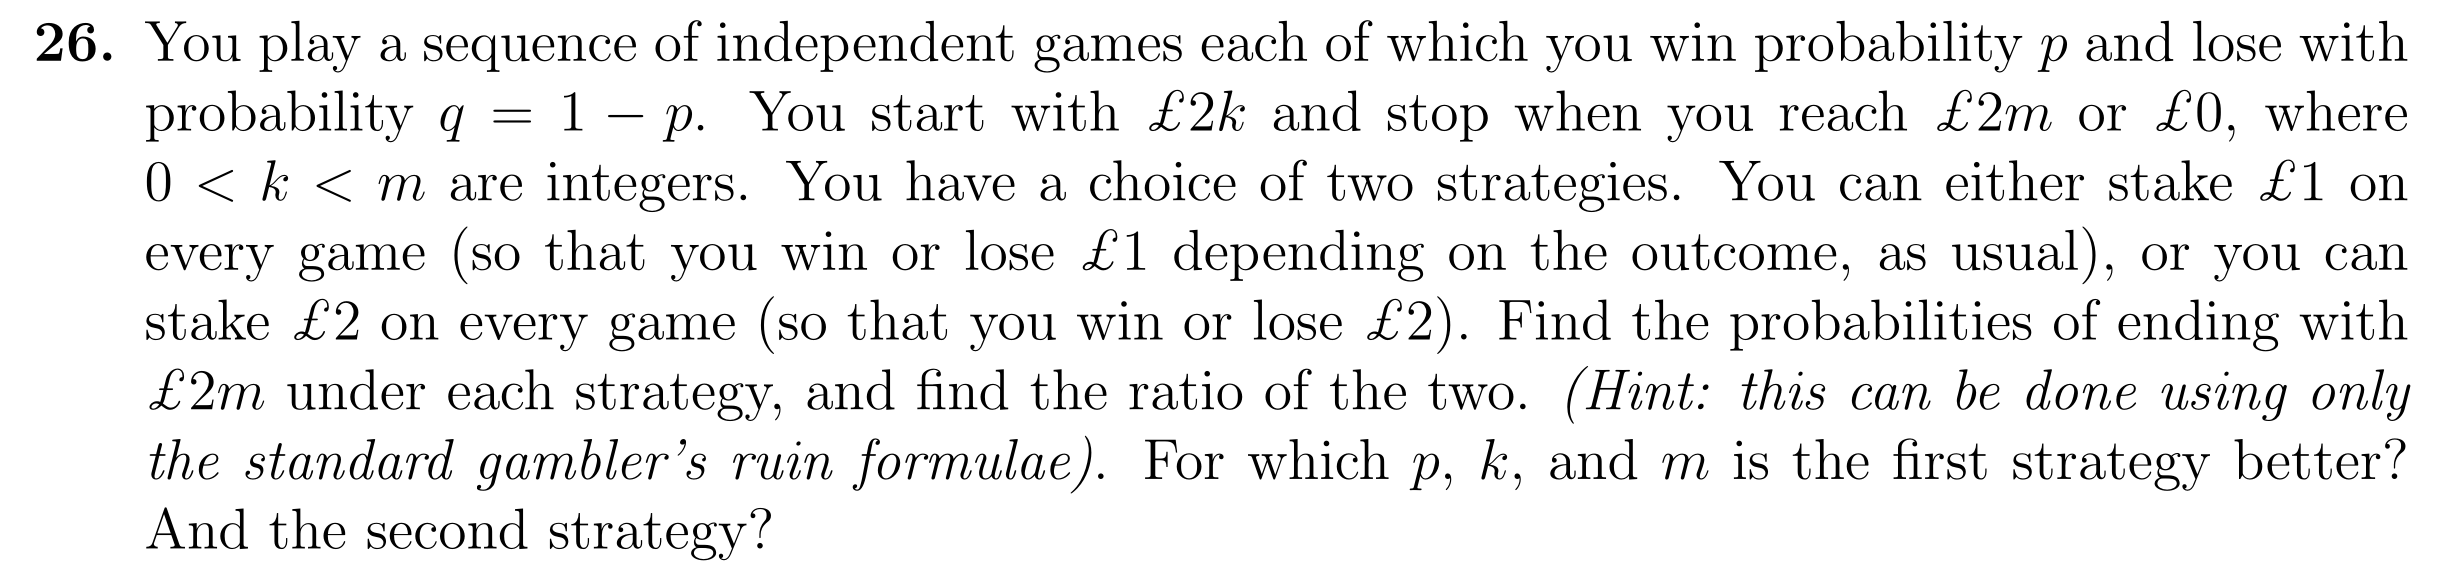 26. You play a sequence of independent games each of which you win probability p and lose with
probability q = 1 − p. You start with £2k and stop when you reach £2m or £0, where
0 < k < m are integers. You have a choice of two strategies. You can either stake £1 on
every game (so that you win or lose £1 depending on the outcome, as usual), or you can
stake £2 on every game (so that you win or lose £2). Find the probabilities of ending with
£2m under each strategy, and find the ratio of the two. (Hint: this can be done using only
the standard gambler's ruin formulae). For which p, k, and m is the first strategy better?
And the second strategy?